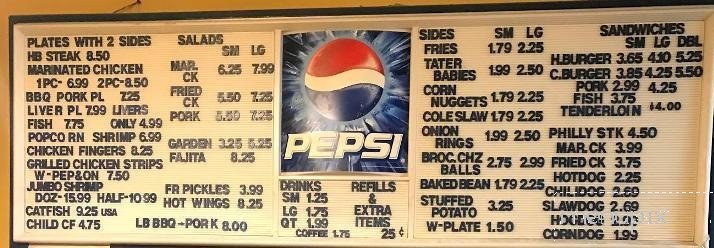 PLATES WITH 2 SIDES
HB STEAK 8.50
MARINATED CHICKEN
1PC- 6.99 2PC-8.50
BBQ PORK PL 7.25
LIVER PL 7.99 LIVERS
FISH 7.75 ONLY 4.99
POPCORN SHRIMP 6.99
CHICKEN FINGERS 8.25
GRILLED CHICKEN STRIPS
W-PEP&ON 7.50
JUMBO SHRIMP
DOZ-15.99 HALF-10.99
CATFISH 9.25 USA
CHILD CF 4.75
SALADS
SM LG
MAR. CK 6.25 7.99
FRIED CK 5.50 7.25
PORK 5.50 7.25
GARDEN 3.25 5.25
FAJITA 8.25
FR PICKLES 3.99
HOT WINGS 8.25
LB BBQ-PORK 8.00
PEPSI
DRINKS
SM 1.25
LG 1.75
QT 1.99
COFFEE 1.75
REFILLS
&
EXTRA
ITEMS
25¢
SIDES SM LG
FRIES 1.79 2.25
TATER
BABIES 1.99 2.50
CORN
NUGGETS 1.79 2.25
COLE SLAW 1.79 2.25
ONION
RINGS 1.99 2.50
BROC.CHZ
BALLS 2.75 2.99
BAKED BEAN 1.79 2.25
STUFFED
POTATO 3.25
W-PLATE 1.50
SANDWICHES
SM LG DBL
H.BURGER 3.65 4.10 5.25
C.BURGER 3.85 4.25 5.50
PORK 2.99 4.25
FISH 3.75
TENDERLOIN $4.00
PHILLY STK 4.50
MAR.CK 3.99
FRIED CK 3.75
HOTDOG 2.25
CHILIDOG 2.69
SLAWDOG 2.69
CORNDOG 1.99